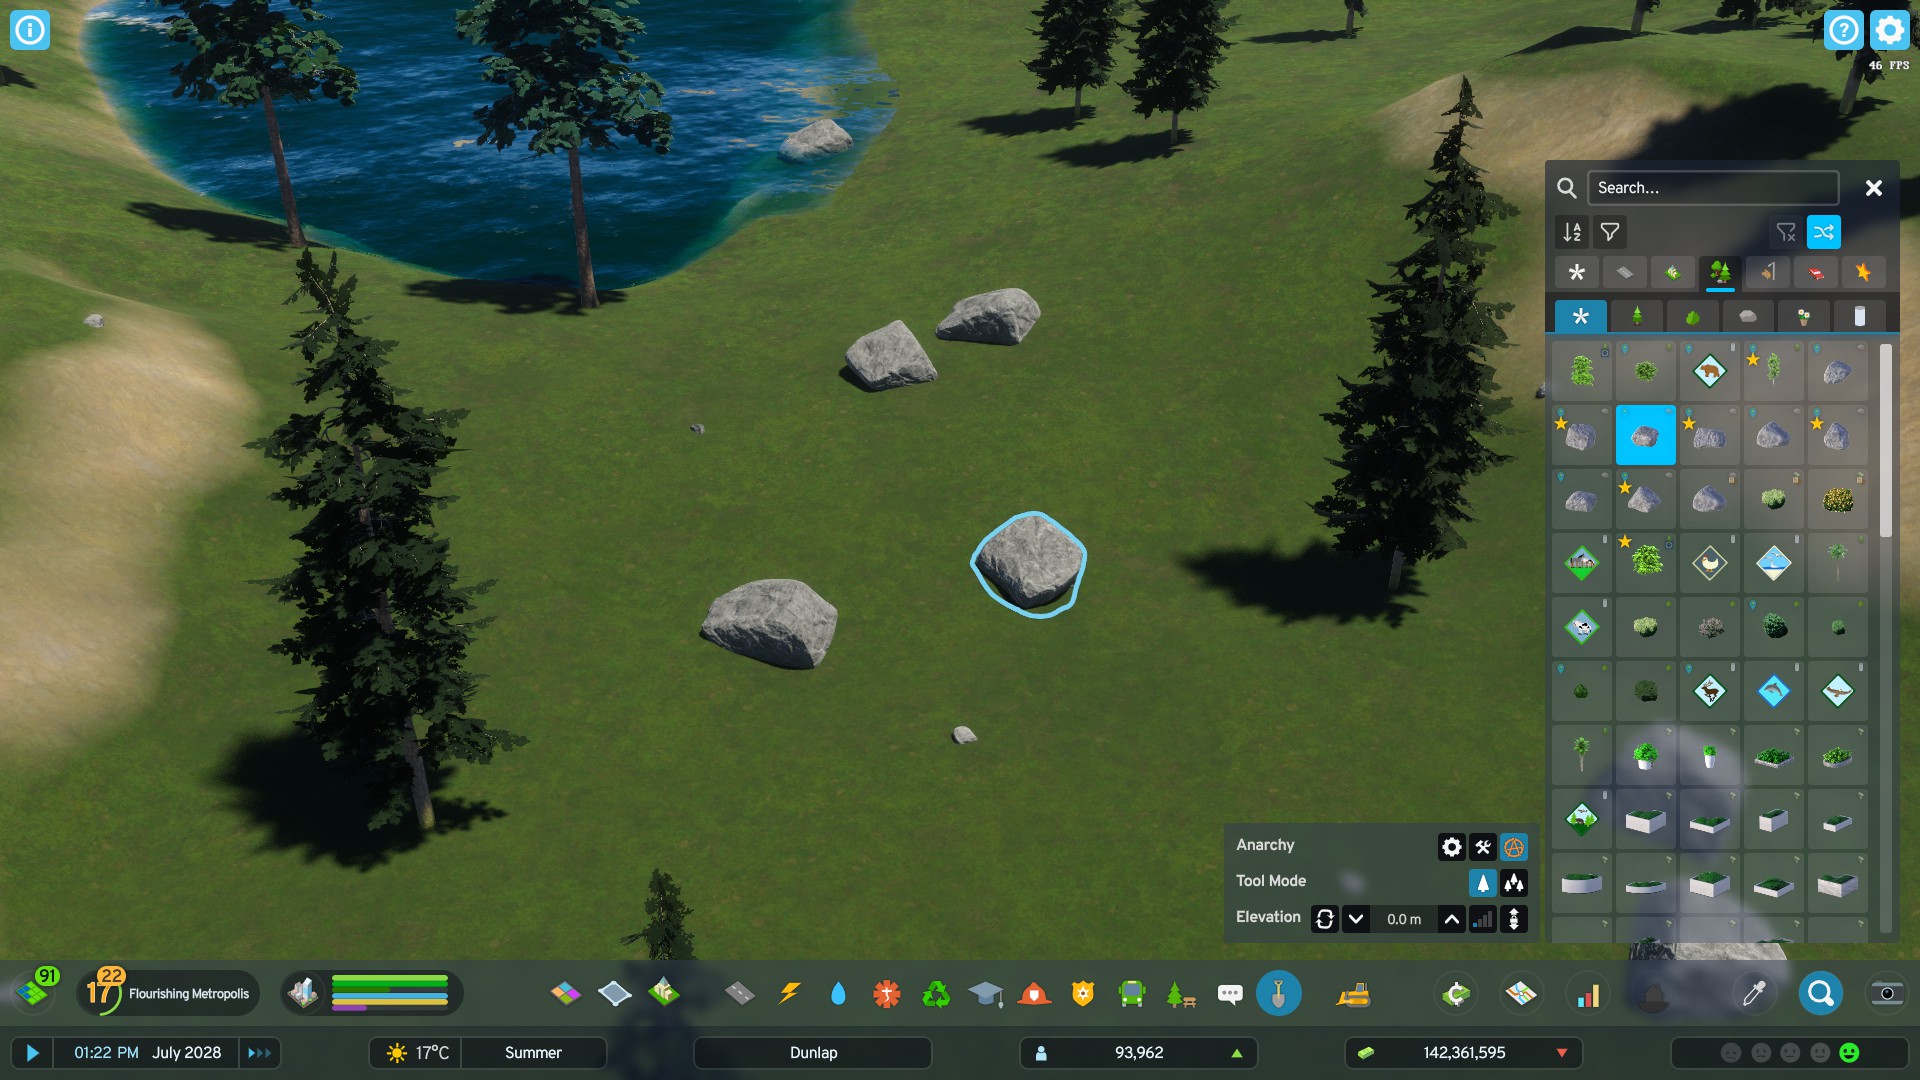 46 FPS
Search...
Anarchy
Tool Mode
Elevation
0.0 m
91
22
17
Flourishing Metropolis
01:22 PM July 2028
17°C
Summer
Dunlap
93,962
142,361,595